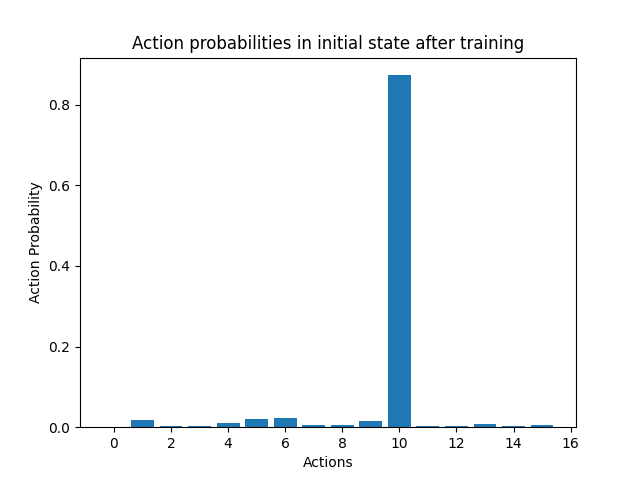 Action probabilities in initial state after training
0.8
0.6
0.4
0.2
0.0
Action Probability
0 2 4 6 8 10 12 14 16
Actions